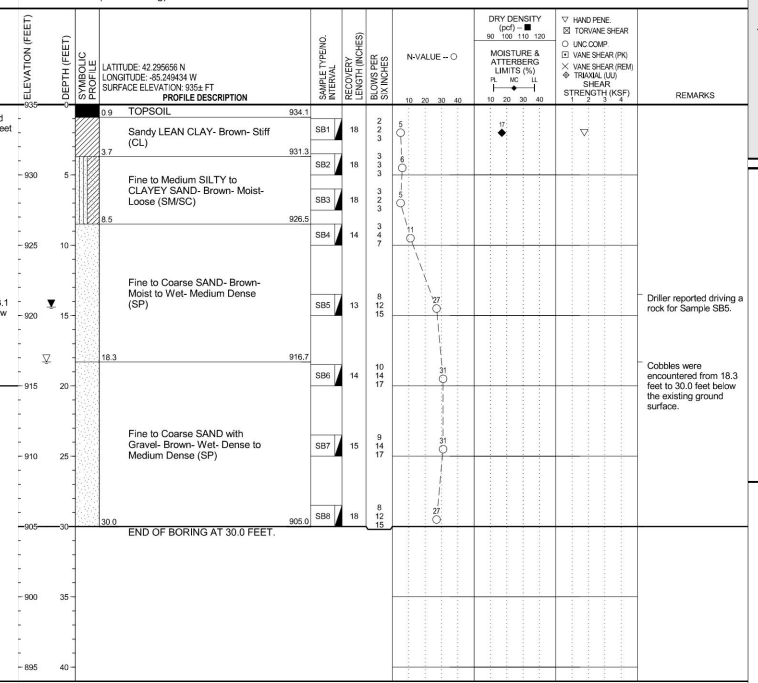 ELEVATION (FEET)
DEPTH (FEET)
SYMBOLIC
PROFILE
LATITUDE: 42.295656 N
LONGITUDE: -85.249434 W
SURFACE ELEVATION: 935± FT
PROFILE DESCRIPTION
SAMPLE TYPE/NO.
INTERVAL
RECOVERY
LENGTH (INCHES)
BLOWS PER
SIX INCHES
N-VALUE -- O
10 20 30 40
DRY DENSITY
(pcf) -- ■
90 100 110 120
MOISTURE &
ATTERBERG
LIMITS (%)
PL MC LL
10 20 30 40
▽ HAND PENE.
⊠ TORVANE SHEAR
○ UNC.COMP.
⊡ VANE SHEAR (PK)
× VANE SHEAR (REM)
TRIAXIAL (UU)
SHEAR
STRENGTH (KSF)
1 2 3 4
REMARKS
935 0
0.9 TOPSOIL 934.1
eet
Sandy LEAN CLAY- Brown- Stiff
(CL)
SB1 18
2
2
3
5
17
3.7 931.3
SB2 18
3
3
3
6
930 5
Fine to Medium SILTY to
CLAYEY SAND- Brown- Moist-
Loose (SM/SC)
SB3 18
3
2
3
5
8.5 926.5
SB4 14
3
4
7
11
925 10
Fine to Coarse SAND- Brown-
Moist to Wet- Medium Dense
(SP)
SB5 13
8
12
15
27
Driller reported driving a
rock for Sample SB5.
920 15
18.3 916.7
SB6 14
10
14
17
31
Cobbles were
encountered from 18.3
feet to 30.0 feet below
the existing ground
surface.
915 20
Fine to Coarse SAND with
Gravel- Brown- Wet- Dense to
Medium Dense (SP)
SB7 15
9
14
17
31
910 25
SB8 18
8
12
15
27
30.0 905.0
905 30
END OF BORING AT 30.0 FEET.
900 35
895 40